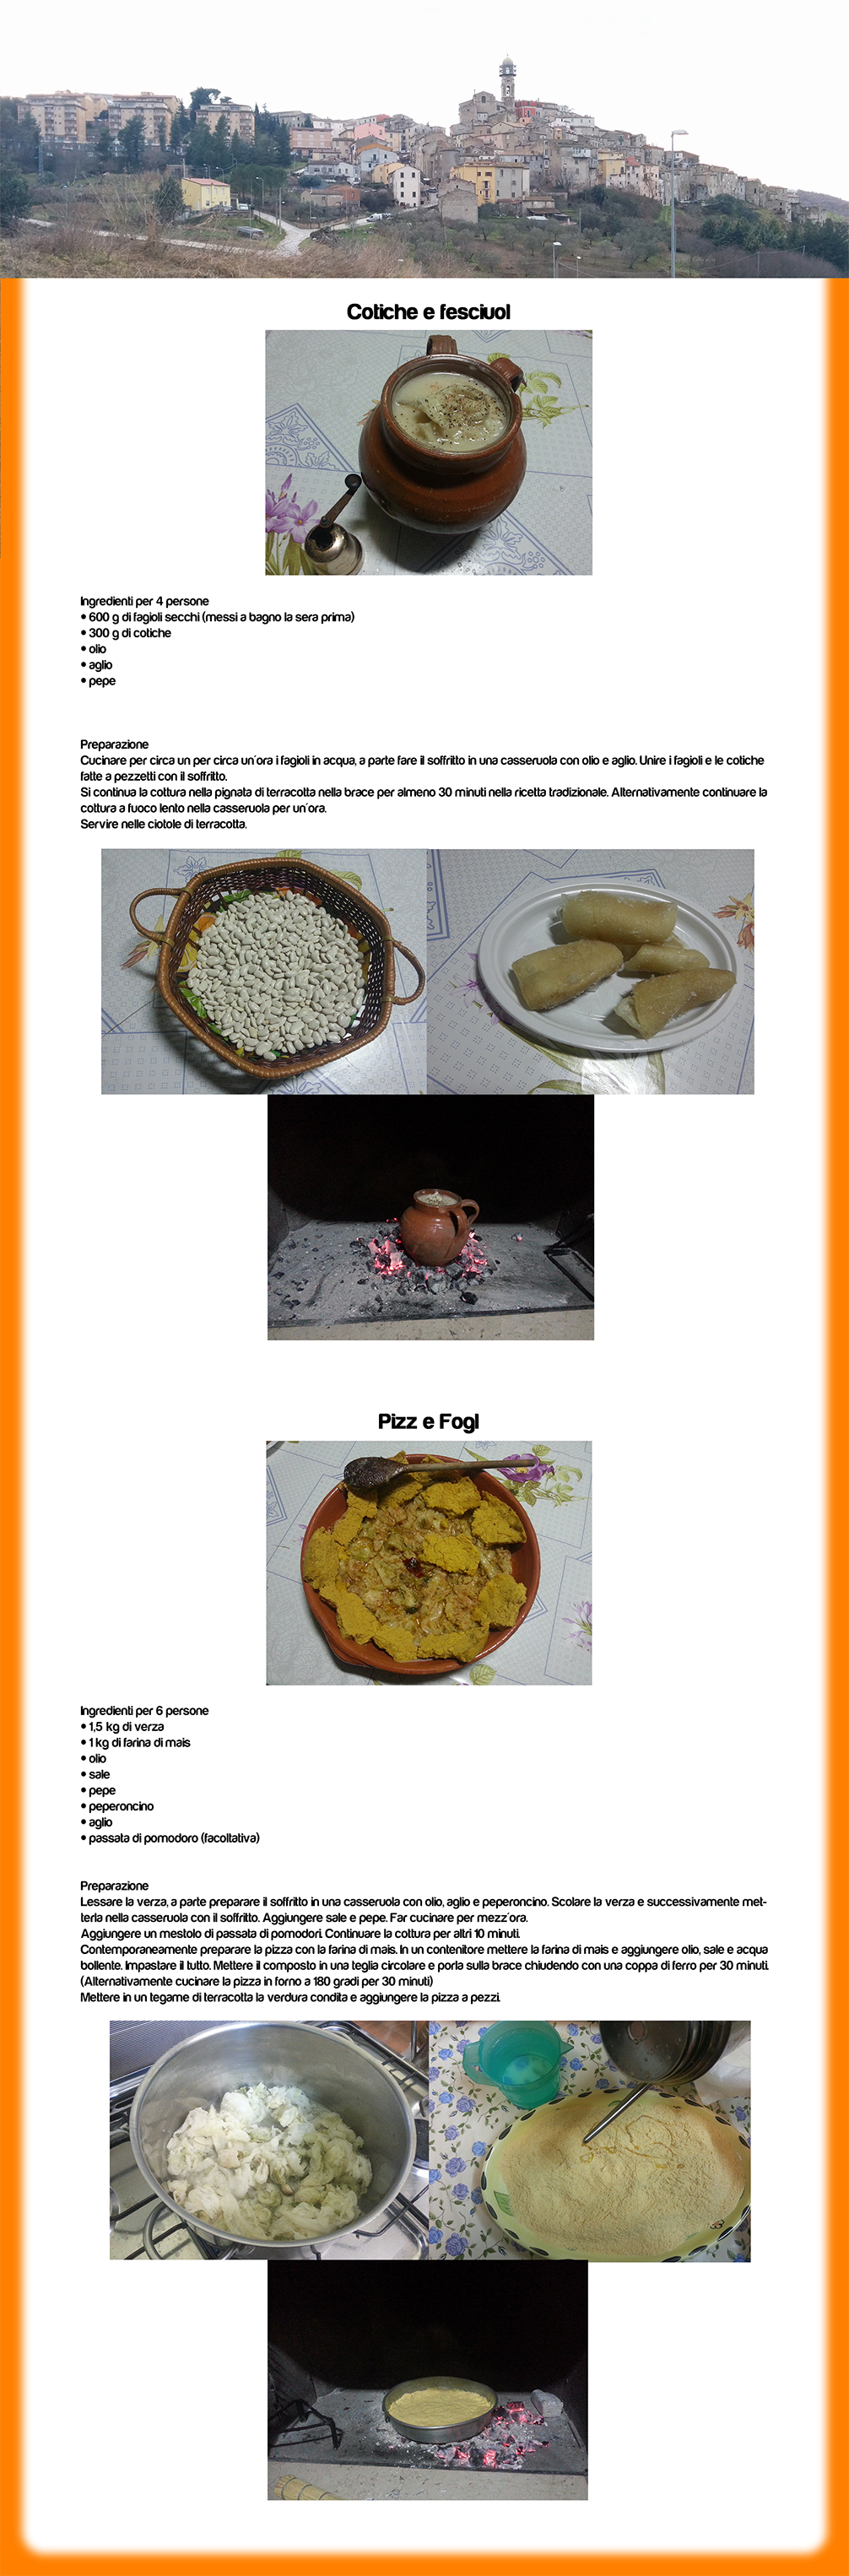 Cotiche e fesciuol
Ingredienti per 4 persone
• 600 g di fagioli secchi (messi a bagno la sera prima)
• 300 g di cotiche
• olio
• aglio
• pepe
Preparazione
Cucinare per circa un per circa un'ora i fagioli in acqua, a parte fare il soffritto in una casseruola con olio e aglio. Unire i fagioli e le cotiche
fatte a pezzetti con il soffritto.
Si continua la cottura nella pignata di terracotta nella brace per almeno 30 minuti nella ricetta tradizionale. Alternativamente continuare la
cottura a fuoco lento nella casseruola per un'ora.
Servire nelle ciotole di terracotta.
Pizz e Fogl
Ingredienti per 6 persone
• 1,5 kg di verza
• 1 kg di farina di mais
• olio
• sale
• pepe
• peperoncino
• aglio
• passata di pomodoro (facoltativa)
Preparazione
Lessare la verza, a parte preparare il soffritto in una casseruola con olio, aglio e peperoncino. Scolare la verza e successivamente met-
terla nella casseruola con il soffritto. Aggiungere sale e pepe. Far cucinare per mezz'ora.
Aggiungere un mestolo di passata di pomodori. Continuare la cottura per altri 10 minuti.
Contemporaneamente preparare la pizza con la farina di mais. In un contenitore mettere la farina di mais e aggiungere olio, sale e acqua
bollente. Impastare il tutto. Mettere il composto in una teglia circolare e porla sulla brace chiudendo con una coppa di ferro per 30 minuti.
(Alternativamente cucinare la pizza in forno a 180 gradi per 30 minuti)
Mettere in un tegame di terracotta la verdura condita e aggiungere la pizza a pezzi.